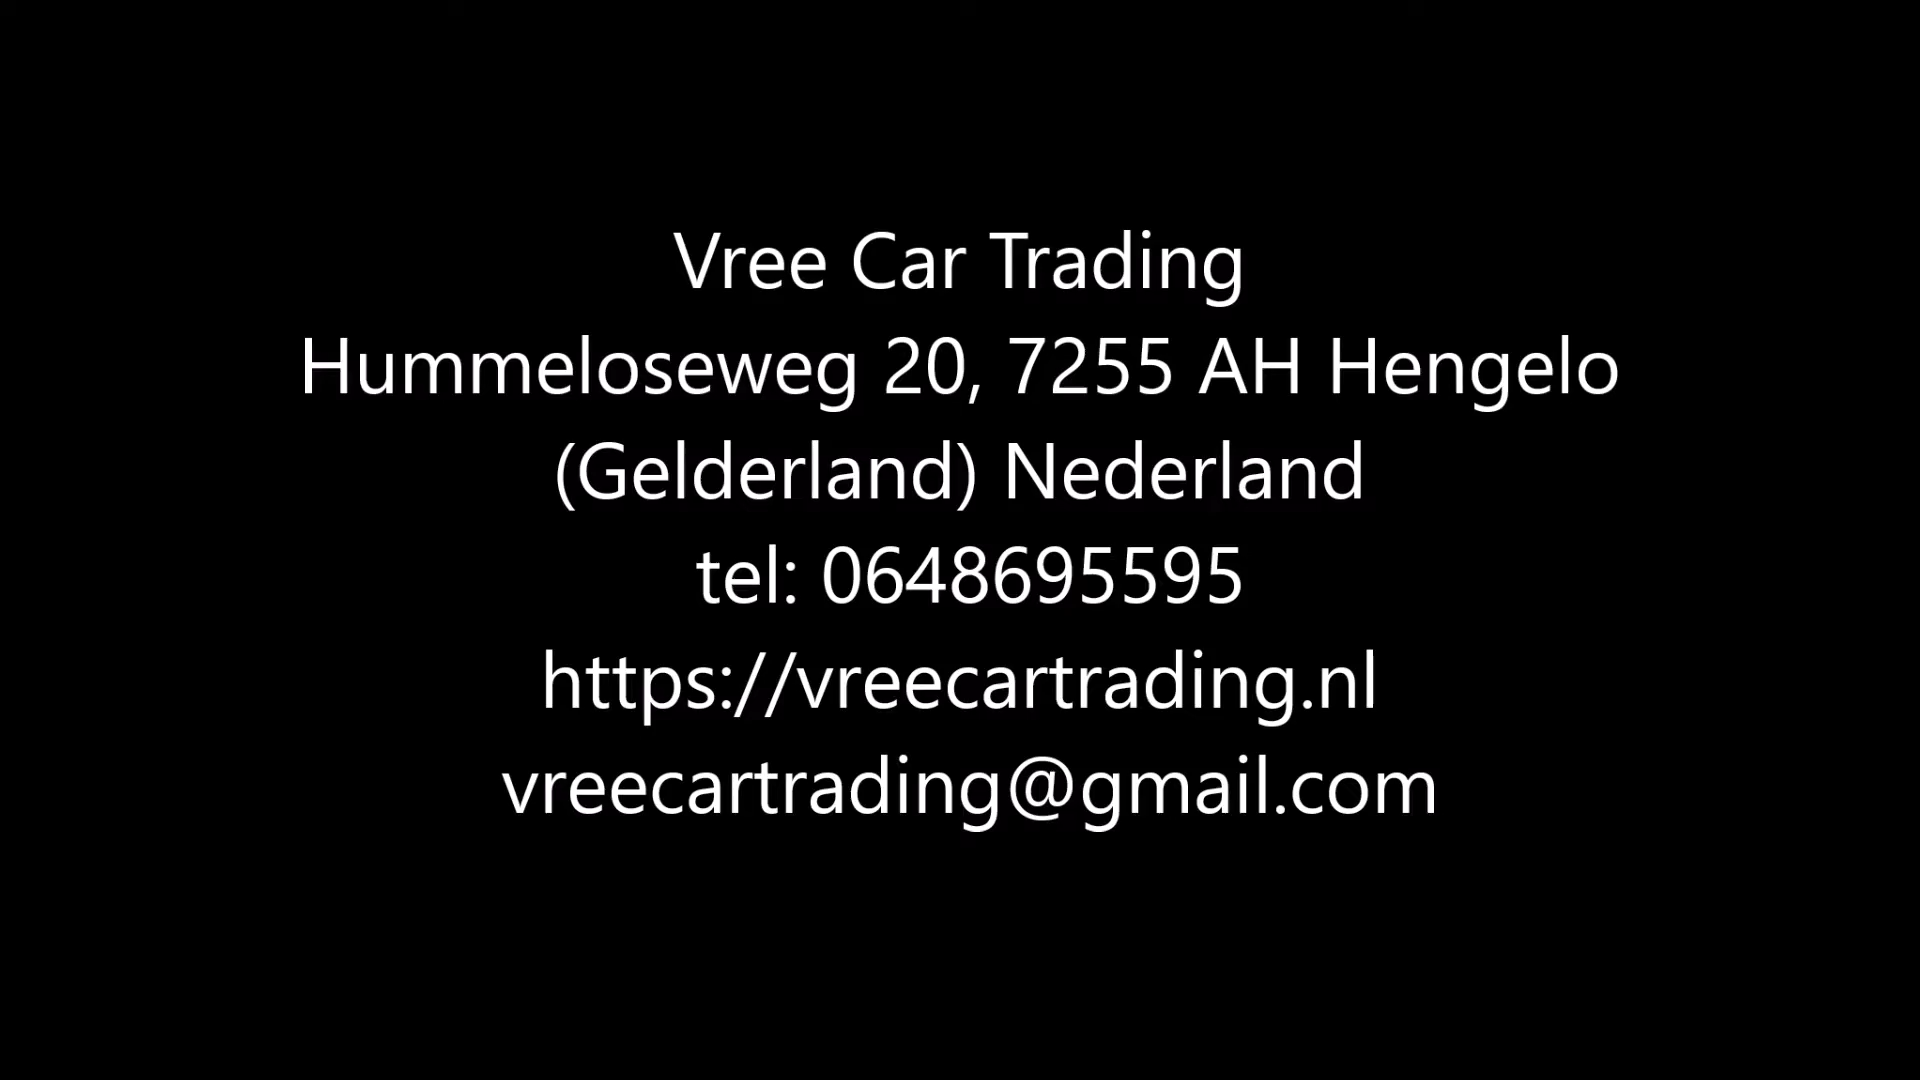 Vree Car Trading
Hummeloseweg 20, 7255 AH Hengelo
(Gelderland) Nederland
tel: 0648695595
https://vreecartrading.nl
vreecartrading@gmail.com